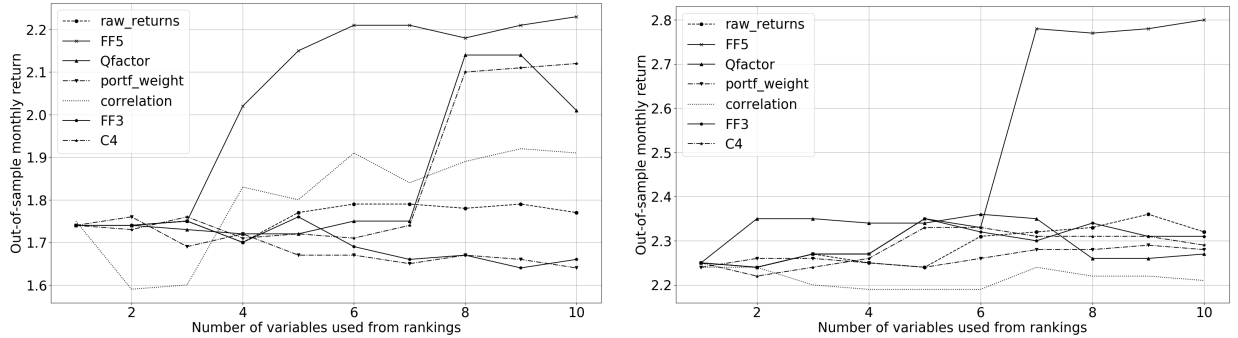 2.2
2.1
2.0
1.9
1.8
1.7
1.6
Out-of-sample monthly return
raw_returns
FF5
Qfactor
portf_weight
correlation
FF3
C4
2
4
6
8
10
Number of variables used from rankings
2.8
2.7
2.6
2.5
2.4
2.3
2.2
Out-of-sample monthly return
raw_returns
FF5
Qfactor
portf_weight
correlation
FF3
C4
2
4
6
8
10
Number of variables used from rankings